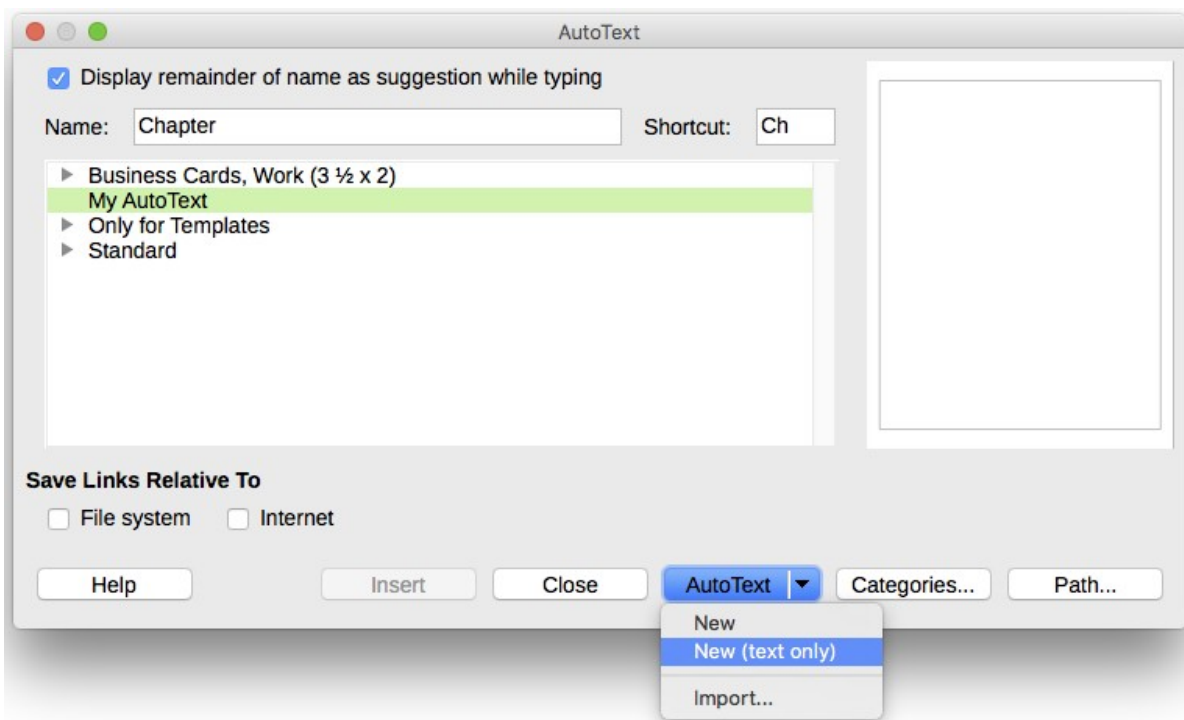 AutoText
Display remainder of name as suggestion while typing
Name: Chapter Shortcut: Ch
Business Cards, Work (3 ½ x 2)
My AutoText
Only for Templates
Standard
Save Links Relative To
File system Internet
Help Insert Close AutoText Categories... Path...
New
New (text only)
Import...